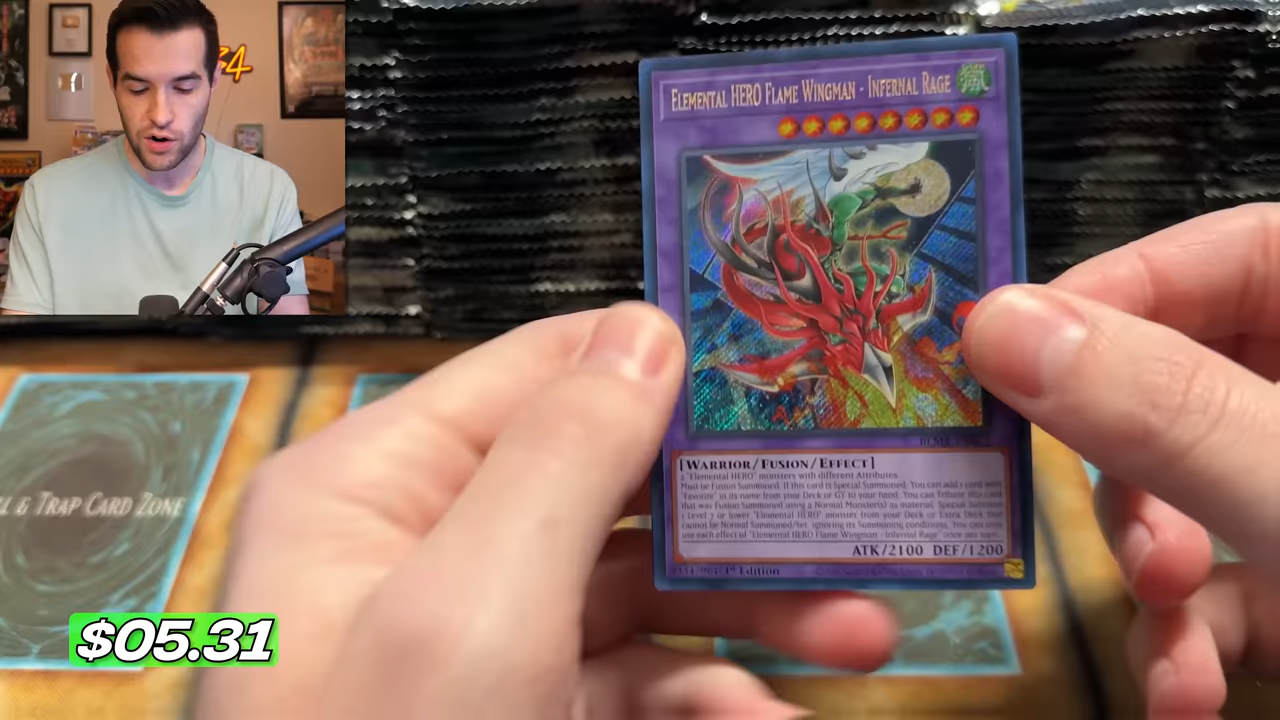 34
Elemental HERO Flame Wingman - Infernal Rage
[Warrior/Fusion/Effect]
2 "Elemental HERO" monsters with different Attributes
Must be Fusion Summoned. If this card is Special Summoned: You can add 1 card with
"Favorite" in its name from your Deck or GY to your hand. You can Tribute this card
that was Fusion Summoned using a Normal Monster(s) as material; Special Summon
1 Level 7 or lower "Elemental HERO" monster from your Deck or Extra Deck that
cannot be Normal Summoned/Set, ignoring its Summoning conditions. You can only
use each effect of "Elemental HERO Flame Wingman - Infernal Rage" once per turn.
ATK/2100 DEF/1200
1st Edition
L & Trap Card Zone
$05.31